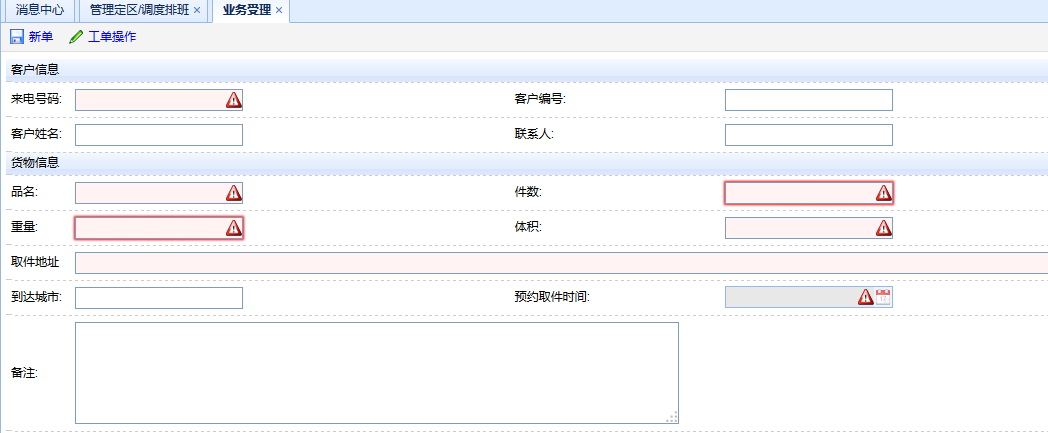 消息中心 管理定区/调度排班 业务受理
新单 工单操作
客户信息
来电号码: 客户编号:
客户姓名: 联系人:
货物信息
品名: 件数:
重量: 体积:
取件地址
到达城市: 预约取件时间:
备注: